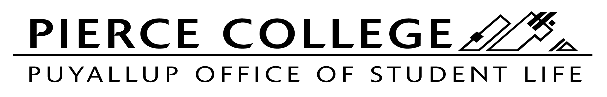 PIERCE COLLEGE
PUYALLUP OFFICE OF STUDENT LIFE